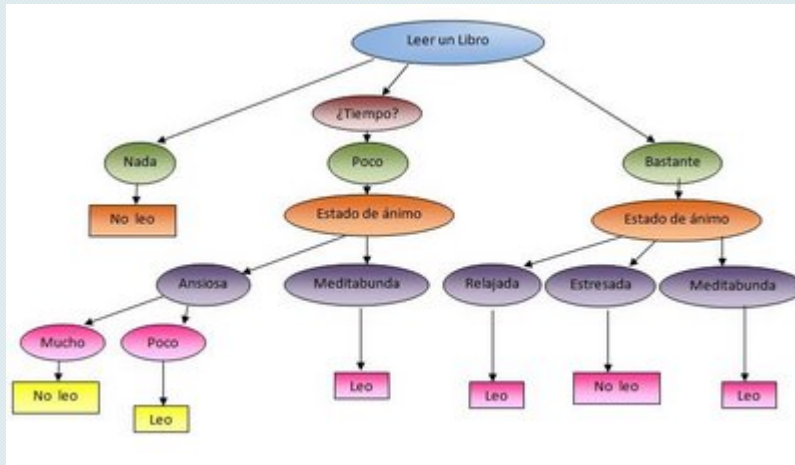 Leer un Libro
¿Tiempo?
Nada
Poco
Bastante
No leo
Estado de ánimo
Estado de ánimo
Ansiosa
Meditabunda
Relajada
Estresada
Meditabunda
Mucho
Poco
No leo
Leo
Leo
Leo
No leo
Leo